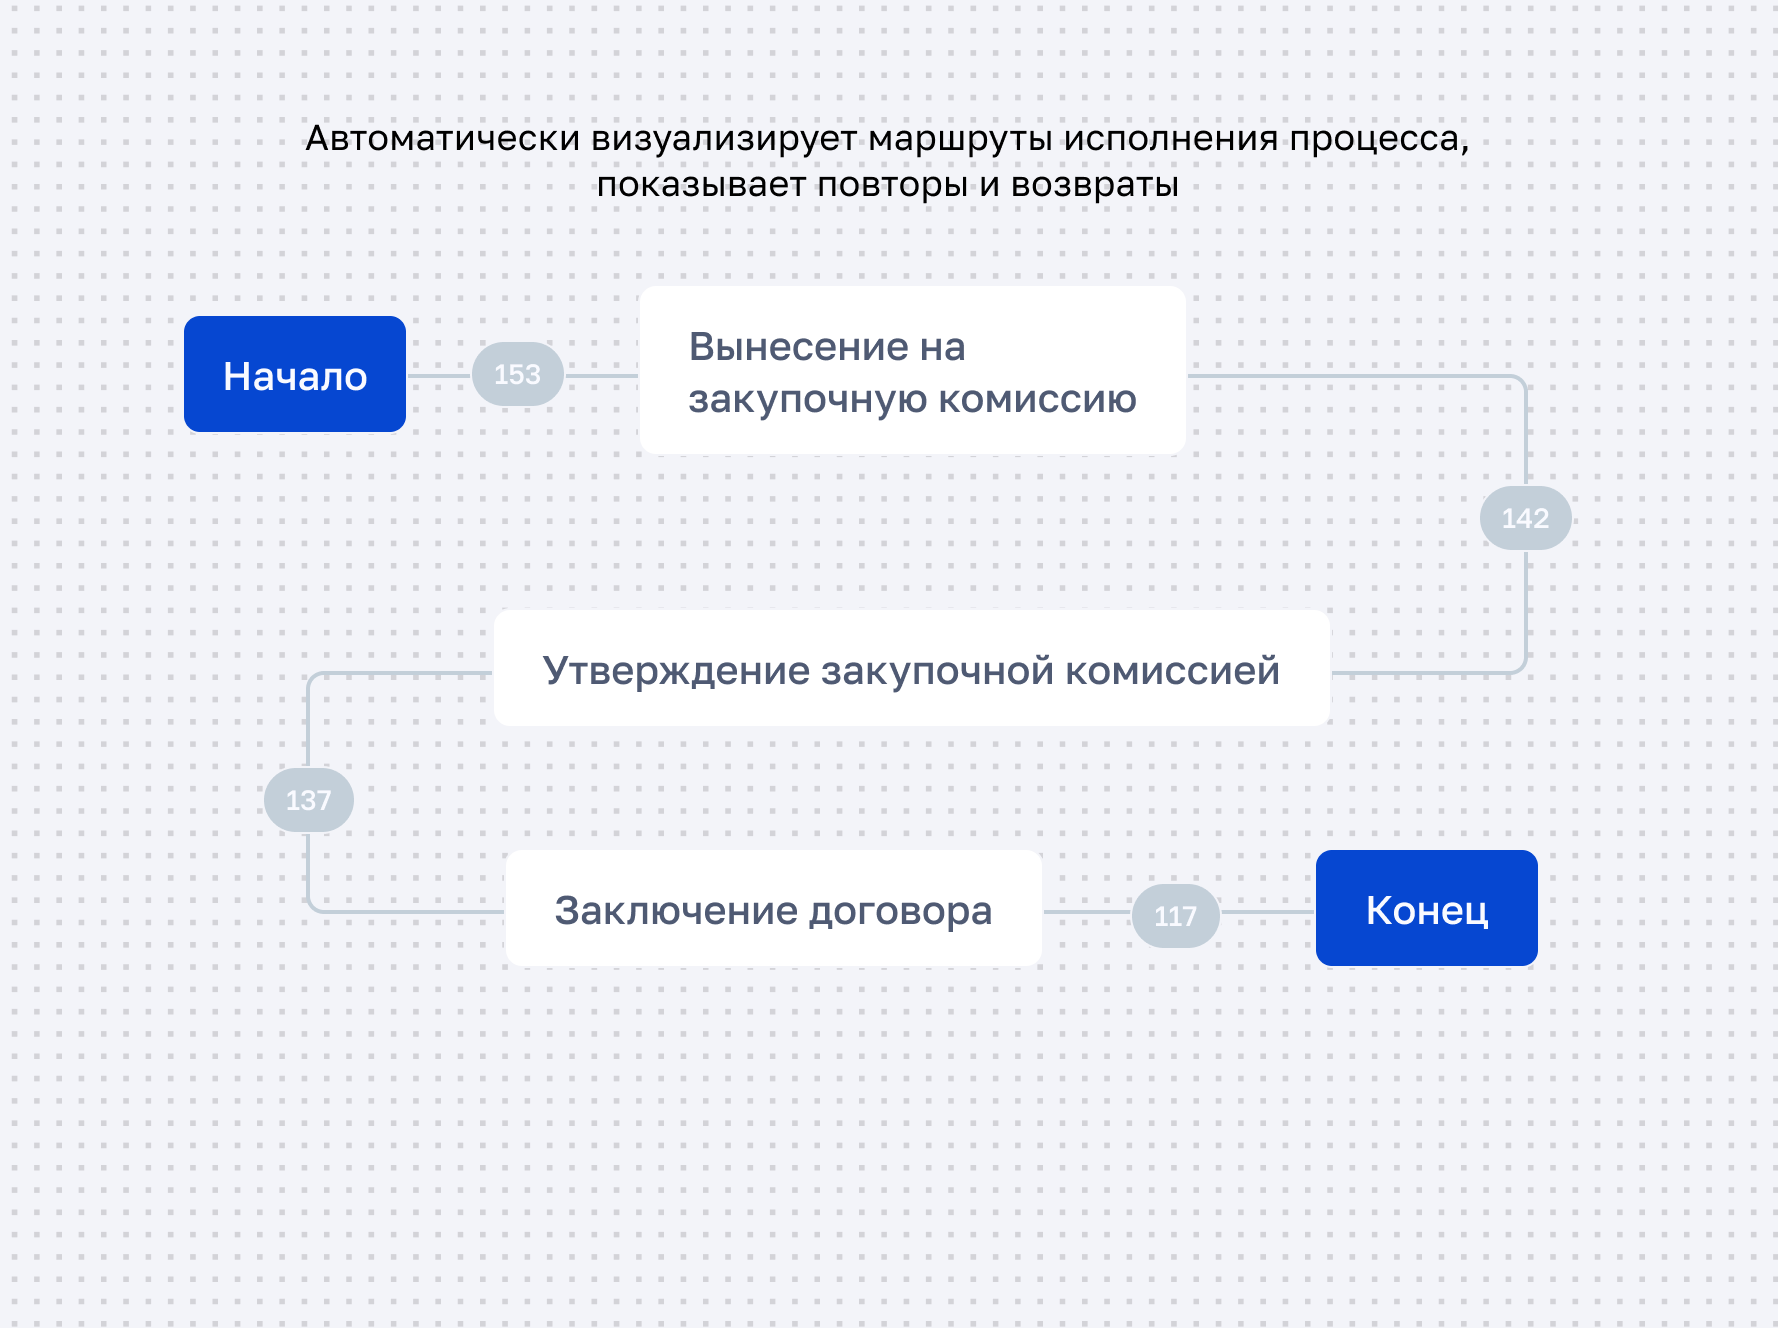 Автоматически визуализирует маршруты исполнения процесса,
показывает повторы и возвраты
Начало
153
Вынесение на
закупочную комиссию
142
Утверждение закупочной комиссией
137
Заключение договора
117
Конец